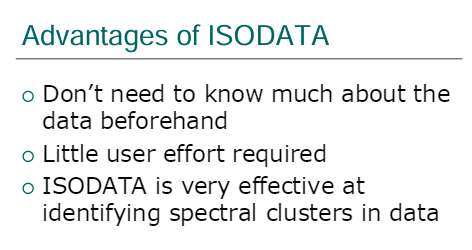 Advantages of ISODATA
Don't need to know much about the
data beforehand
Little user effort required
ISODATA is very effective at
identifying spectral clusters in data